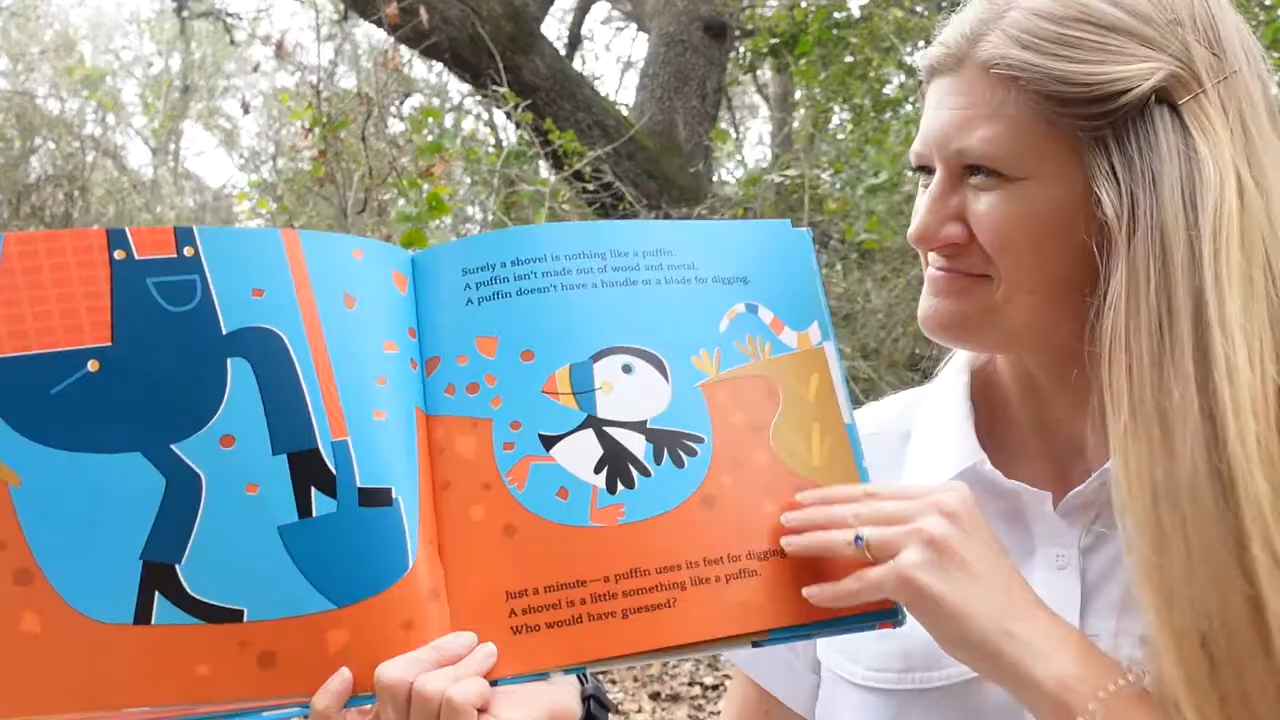 Surely a shovel is nothing like a puffin.
A puffin isn't made out of wood and metal.
A puffin doesn't have a handle or a blade for digging.
Just a minute—a puffin uses its feet for digging
A shovel is a little something like a puffin.
Who would have guessed?